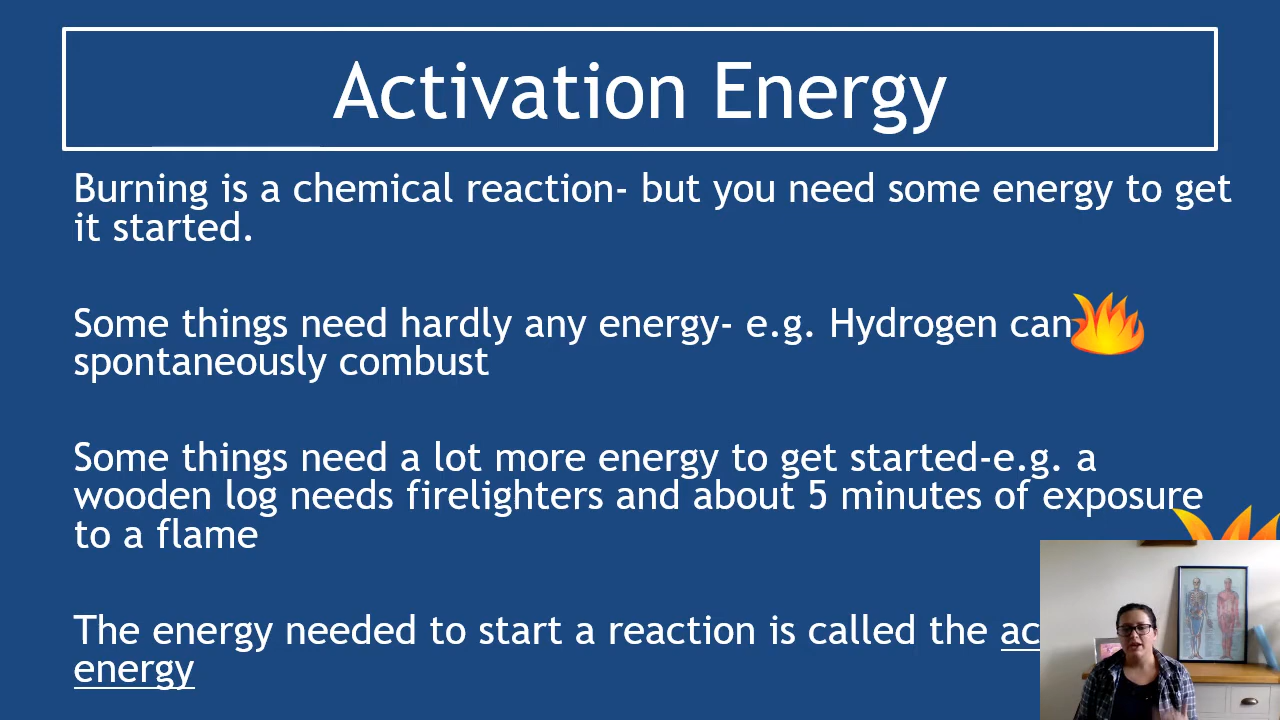 Activation Energy
Burning is a chemical reaction- but you need some energy to get
it started.
Some things need hardly any energy- e.g. Hydrogen can
spontaneously combust
Some things need a lot more energy to get started-e.g. a
wooden log needs firelighters and about 5 minutes of exposure
to a flame
The energy needed to start a reaction is called the
energy